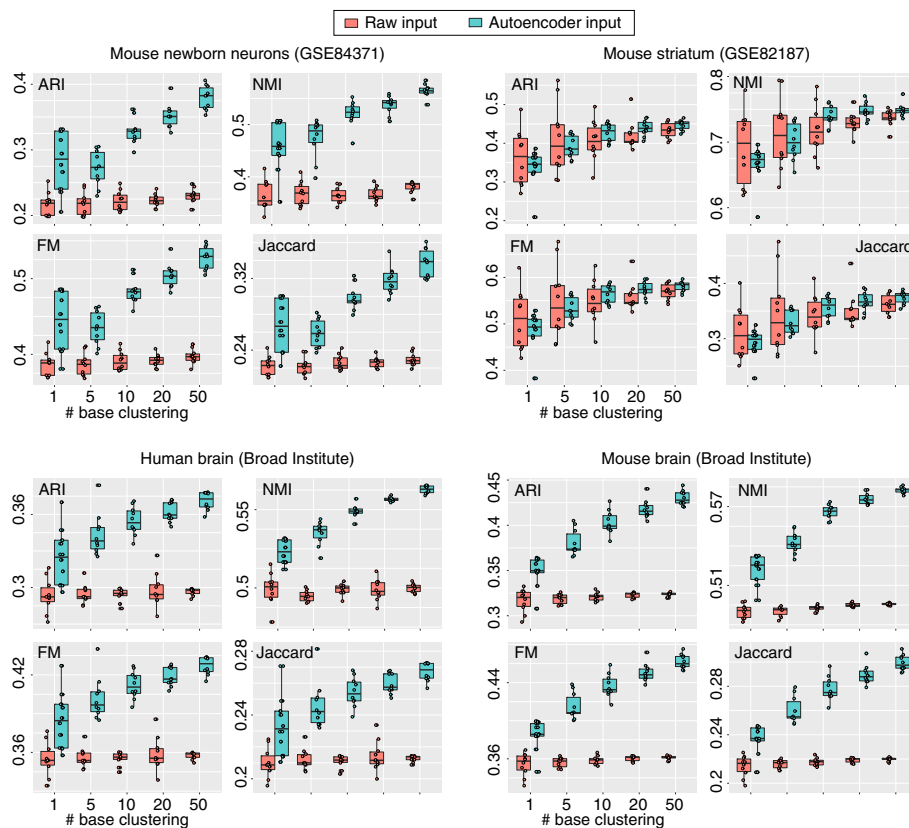 Raw input Autoencoder input
Mouse newborn neurons (GSE84371)
ARI
0.4
0.3
0.2
NMI
0.5
0.4
FM
0.5
0.4
Jaccard
0.32
0.24
1 5 10 20 50
# base clustering
Mouse striatum (GSE82187)
ARI
0.5
0.4
0.3
0.2
NMI
0.8
0.7
0.6
FM
0.6
0.5
0.4
Jaccard
0.4
0.3
1 5 10 20 50
# base clustering
Human brain (Broad Institute)
ARI
0.36
0.3
NMI
0.55
0.5
FM
0.42
0.36
Jaccard
0.28
0.24
0.2
1 5 10 20 50
# base clustering
Mouse brain (Broad Institute)
ARI
0.45
0.4
0.35
0.3
NMI
0.57
0.51
FM
0.44
0.36
Jaccard
0.28
0.24
0.2
1 5 10 20 50
# base clustering